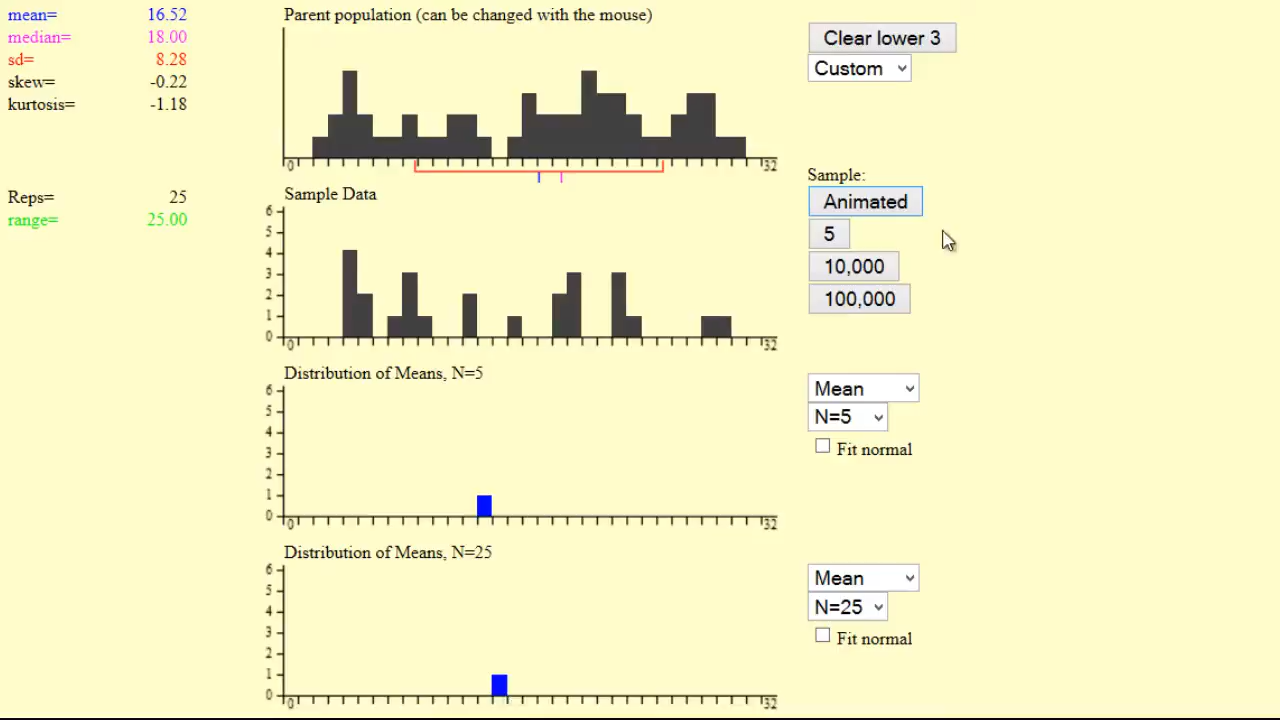 mean= 16.52
median= 18.00
sd= 8.28
skew= -0.22
kurtosis= -1.18
Parent population (can be changed with the mouse)
0 32
Clear lower 3
Custom
Reps= 25
range= 25.00
Sample Data
6
5
4
3
2
1
0
0 32
Sample:
Animated
5
10,000
100,000
Distribution of Means, N=5
6
5
4
3
2
1
0
0 32
Mean
N=5
Fit normal
Distribution of Means, N=25
6
5
4
3
2
1
0
0 32
Mean
N=25
Fit normal